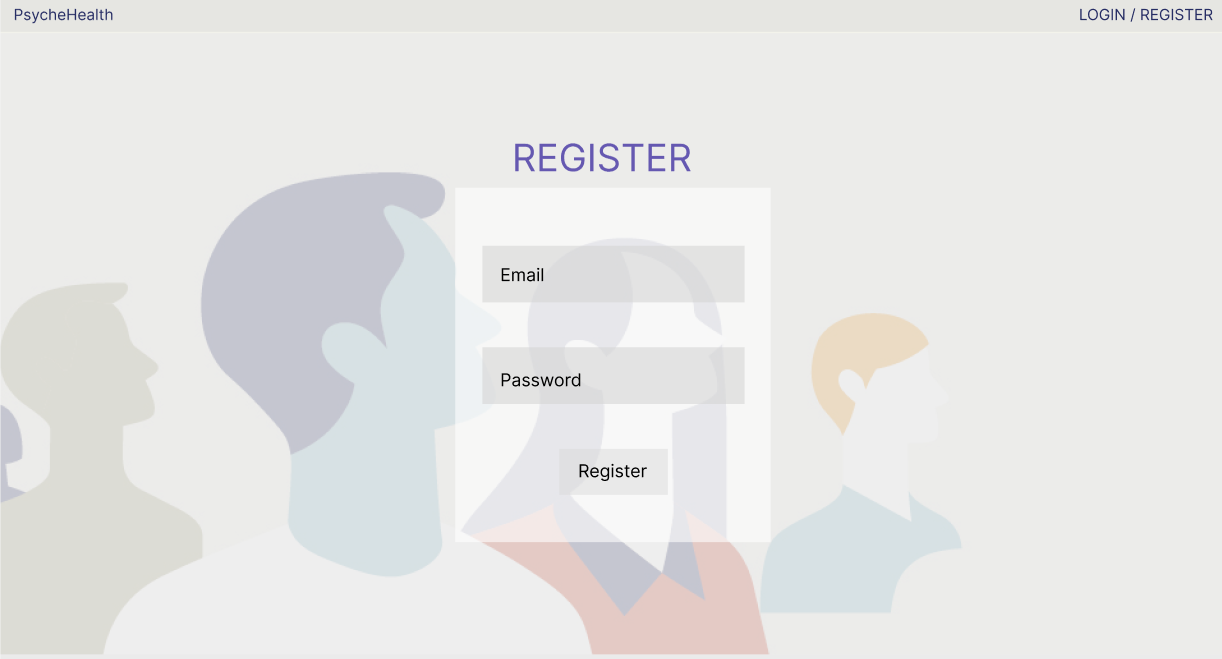 PsycheHealth
LOGIN / REGISTER
REGISTER
Email
Password
Register